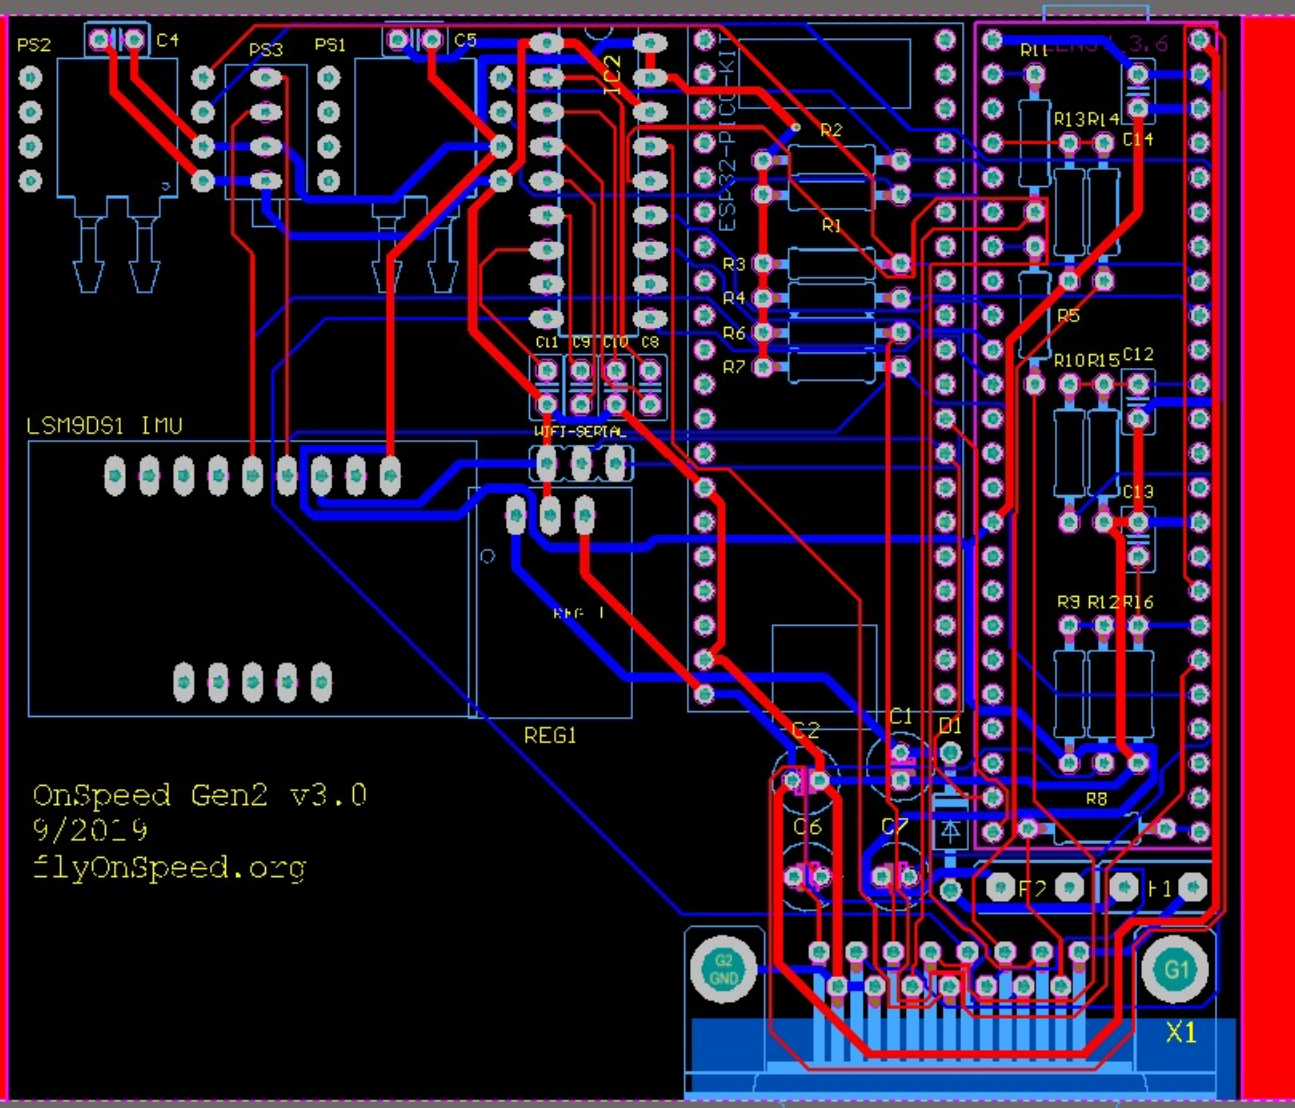 PS2
C4
PS3
PS1
C5
IC2
ESP32-PICO-KIT
3.6
R11
R13
R14
C14
R2
R1
R3
R4
R6
R7
R5
C11
C9
C10
C8
R10
R15
C12
WIFI-SERIAL
LSM9DS1 IMU
C13
R9
R12
R16
REG1
C2
C1
D1
R8
C6
C7
F2
F1
OnSpeed Gen2 v3.0
9/2019
flyOnSpeed.org
G2
GND
G1
X1